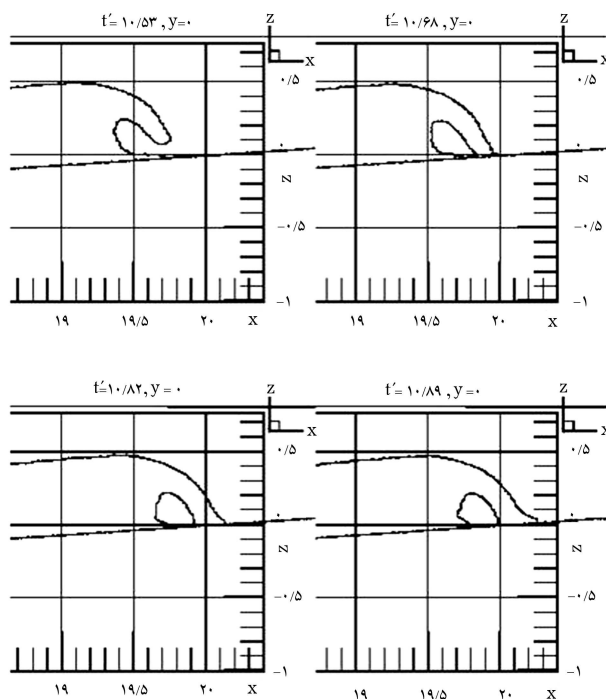 t′= ۱۰/۵۳ , y=۰
z
x
۰/۵
۰
z
-۰/۵
-۱
۱۹ ۱۹/۵ ۲۰ x
t′= ۱۰/۶۸ , y=۰
z
x
۰/۵
۰
z
-۰/۵
-۱
۱۹ ۱۹/۵ ۲۰ x
t′=۱۰/۸۲, y = ۰
z
x
۰/۵
۰
z
-۰/۵
-۱
۱۹ ۱۹/۵ ۲۰ x
t′=۱۰/۸۹ , y=۰
z
x
۰/۵
۰
z
-۰/۵
-۱
۱۹ ۱۹/۵ ۲۰ x